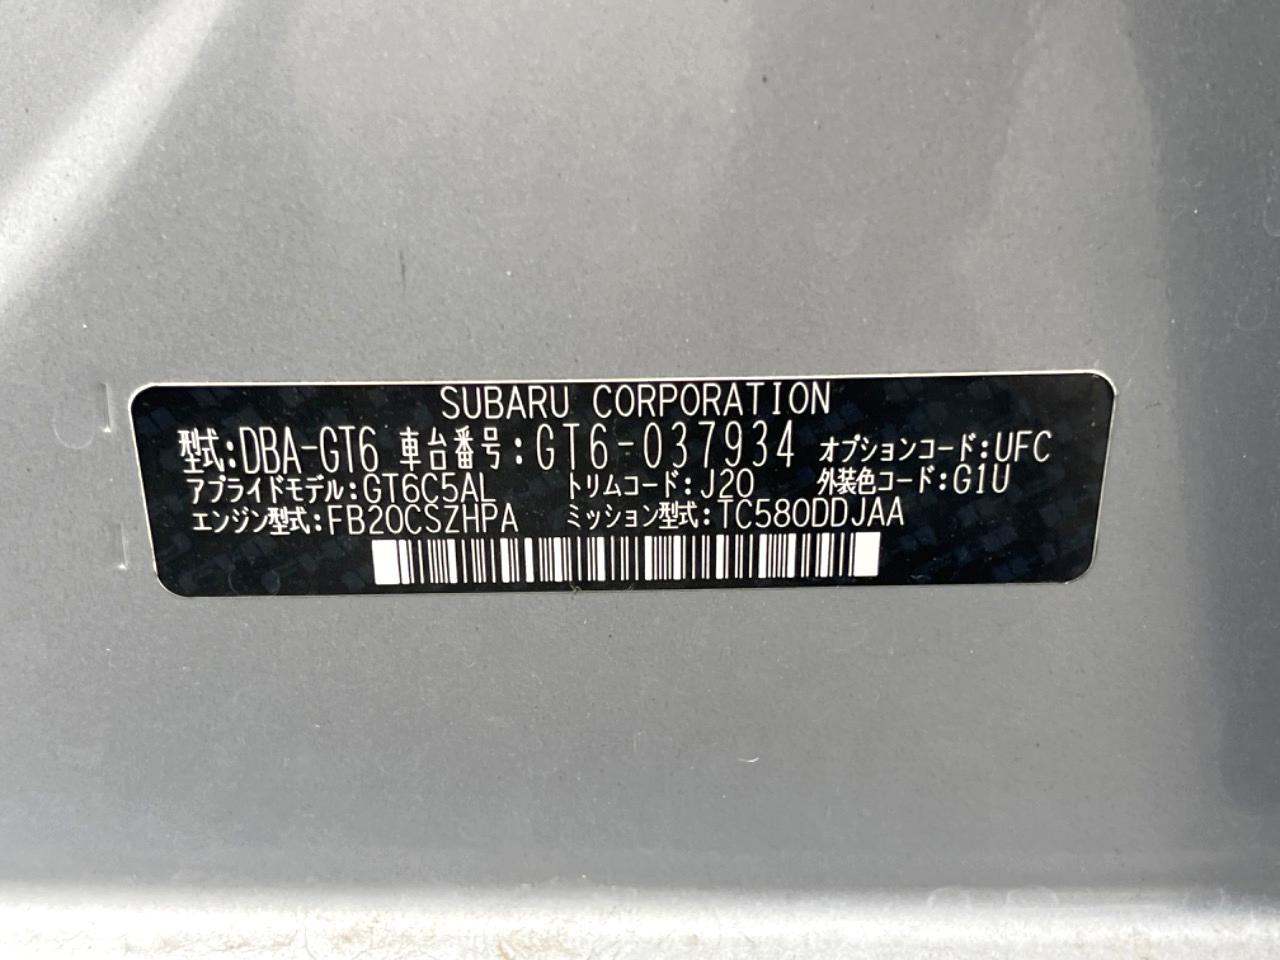 SUBARU CORPORATION
型式:DBA-GT6 車台番号:GT6-037934 オプションコード:UFC
アプライドモデル:GT6C5AL トリムコード:J20 外装色コード:G1U
エンジン型式:FB20CSZHPA ミッション型式:TC580DDJAA